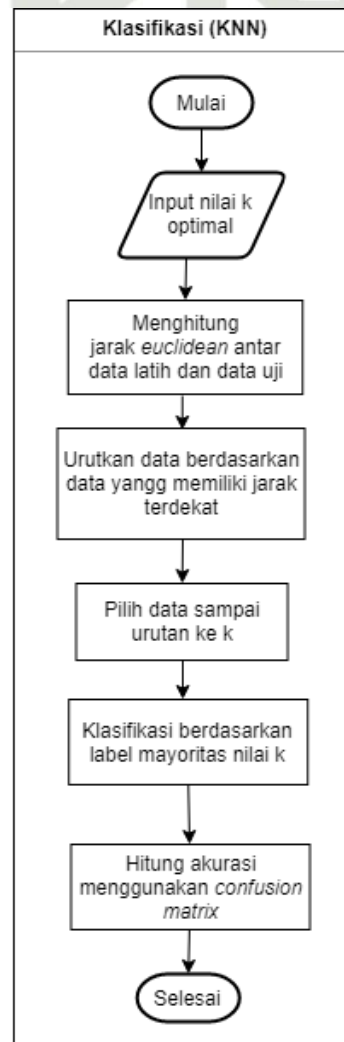 Klasifikasi (KNN)
Mulai
Input nilai k
optimal
Menghitung
jarak euclidean antar
data latih dan data uji
Urutkan data berdasarkan
data yangg memiliki jarak
terdekat
Pilih data sampai
urutan ke k
Klasifikasi berdasarkan
label mayoritas nilai k
Hitung akurasi
menggunakan confusion
matrix
Selesai